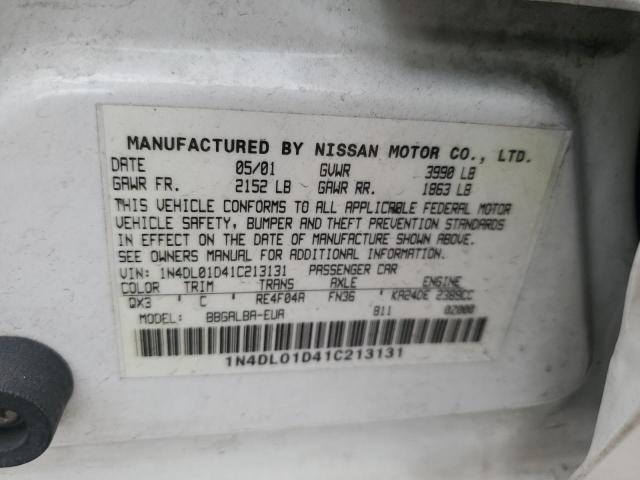 MANUFACTURED BY NISSAN MOTOR CO., LTD.
DATE 05/01 GVWR 3990 LB
GAWR FR. 2152 LB GAWR RR. 1863 LB
THIS VEHICLE CONFORMS TO ALL APPLICABLE FEDERAL MOTOR
VEHICLE SAFETY, BUMPER AND THEFT PREVENTION STANDARDS
IN EFFECT ON THE DATE OF MANUFACTURE SHOWN ABOVE.
SEE OWNERS MANUAL FOR ADDITIONAL INFORMATION.
VIN: 1N4DL01D41C213131 PASSENGER CAR
COLOR TRIM TRANS AXLE ENGINE
QX3 C RE4F04A FN36 KA24DE 2389CC
MODEL: BBGALBA-EUA 811 02000
1N4DL01D41C213131